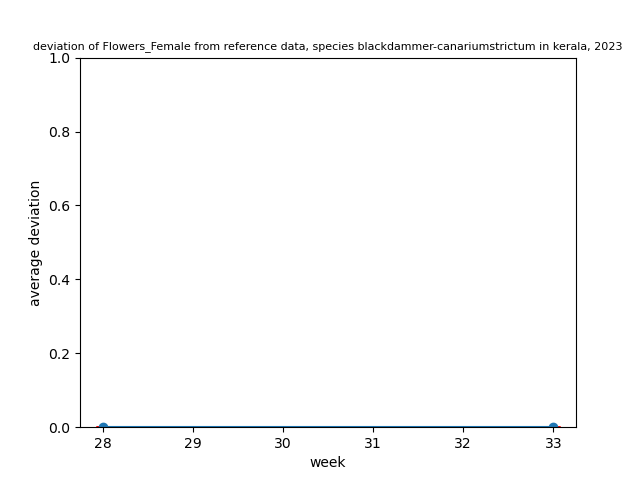 deviation of Flowers_Female from reference data, species blackdammer-canariumstrictum in kerala, 2023
1.0
0.8
0.6
0.4
0.2
0.0
average deviation
28 29 30 31 32 33
week